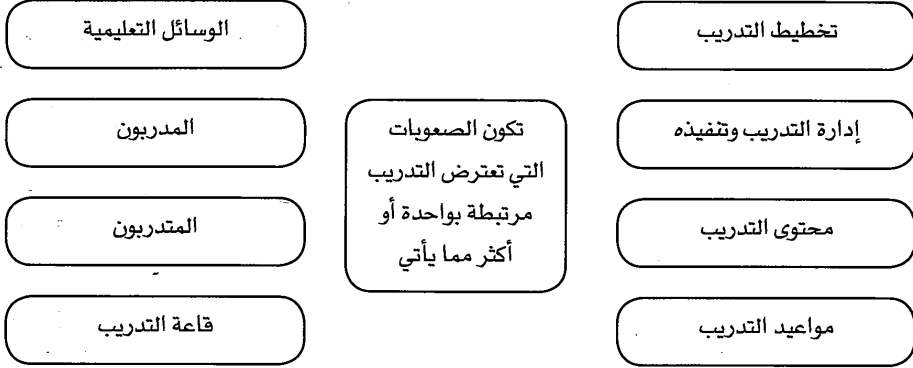 تخطيط التدريب
إدارة التدريب وتنفيذه
محتوى التدريب
مواعيد التدريب
تكون الصعوبات
التي تعترض التدريب
مرتبطة بواحدة أو
أكثر مما يأتي
الوسائل التعليمية
المدربون
المتدربون
قاعة التدريب